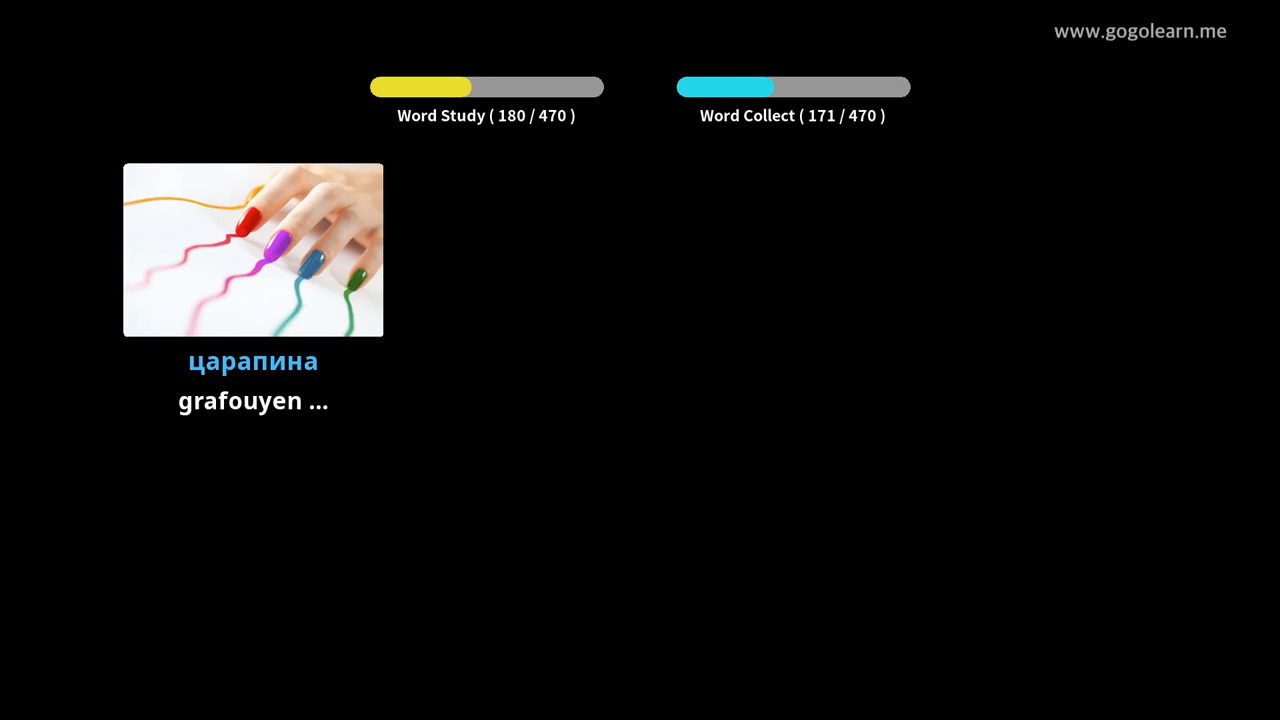 www.gogolearn.me
Word Study ( 180 / 470 )
Word Collect ( 171 / 470 )
царапина
grafouyen ...